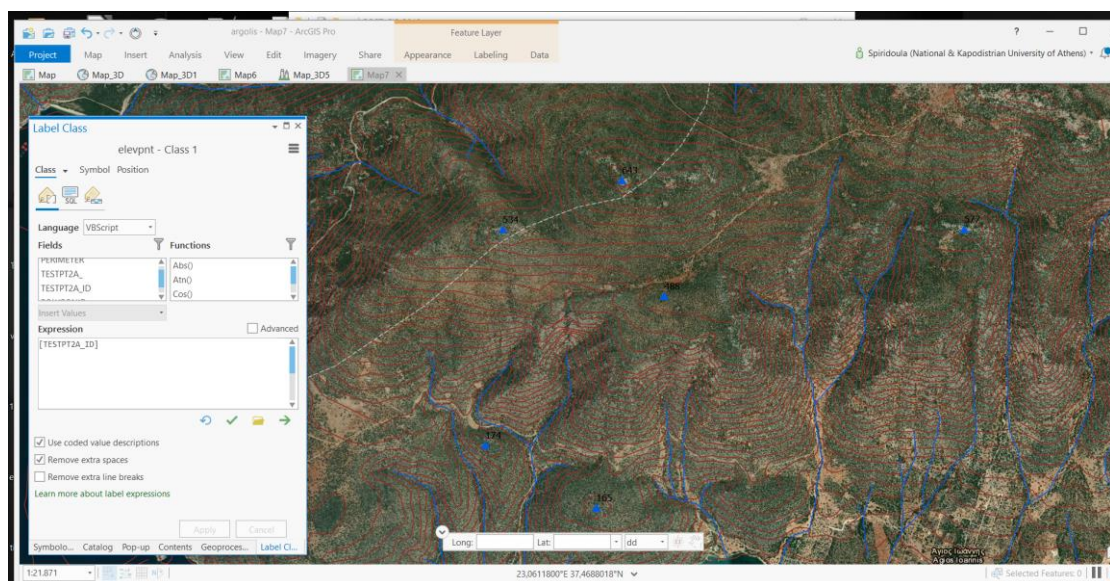 argolis - Map7 - ArcGIS Pro
Feature Layer
? — □
Project Map Insert Analysis View Edit Imagery Share Appearance Labeling Data
Spiridoula (National & Kapodistrian University of Athens)
Map Map_3D Map_3D1 Map6 Map_3D5 Map7 ×
Label Class
elevpnt - Class 1
Class Symbol Position
SQL
Language VBScript
Fields Functions
PERIMETER Abs()
TESTPT2A_ Atn()
TESTPT2A_ID Cos()
Insert Values
Expression Advanced
[TESTPT2A_ID]
Use coded value descriptions
Remove extra spaces
Remove extra line breaks
Learn more about label expressions
Apply Cancel
Symbolo... Catalog Pop-up Contents Geoproces... Label Cl...
534
577
174
165
Long: Lat: dd
Άγιος Ιωάννης
Agios Ioannis
1:21.871
23,0611800°E 37,4688018°N
Selected Features: 0